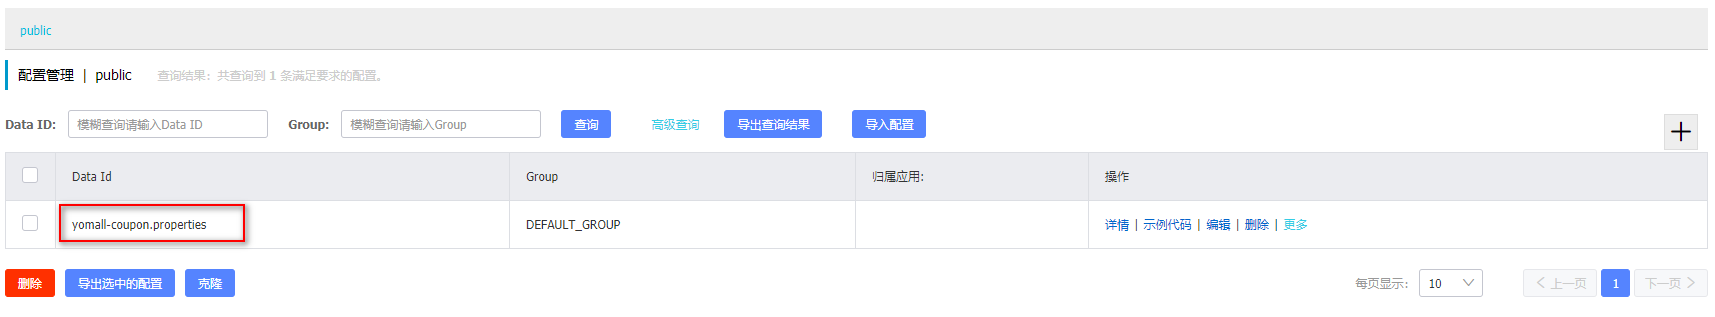 public
配置管理 | public 查询结果：共查询到 1 条满足要求的配置。
Data ID: 模糊查询请输入Data ID Group: 模糊查询请输入Group 查询 高级查询 导出查询结果 导入配置
Data Id Group 归属应用: 操作
yomall-coupon.properties DEFAULT_GROUP 详情 | 示例代码 | 编辑 | 删除 | 更多
删除 导出选中的配置 克隆 每页显示: 10 上一页 1 下一页